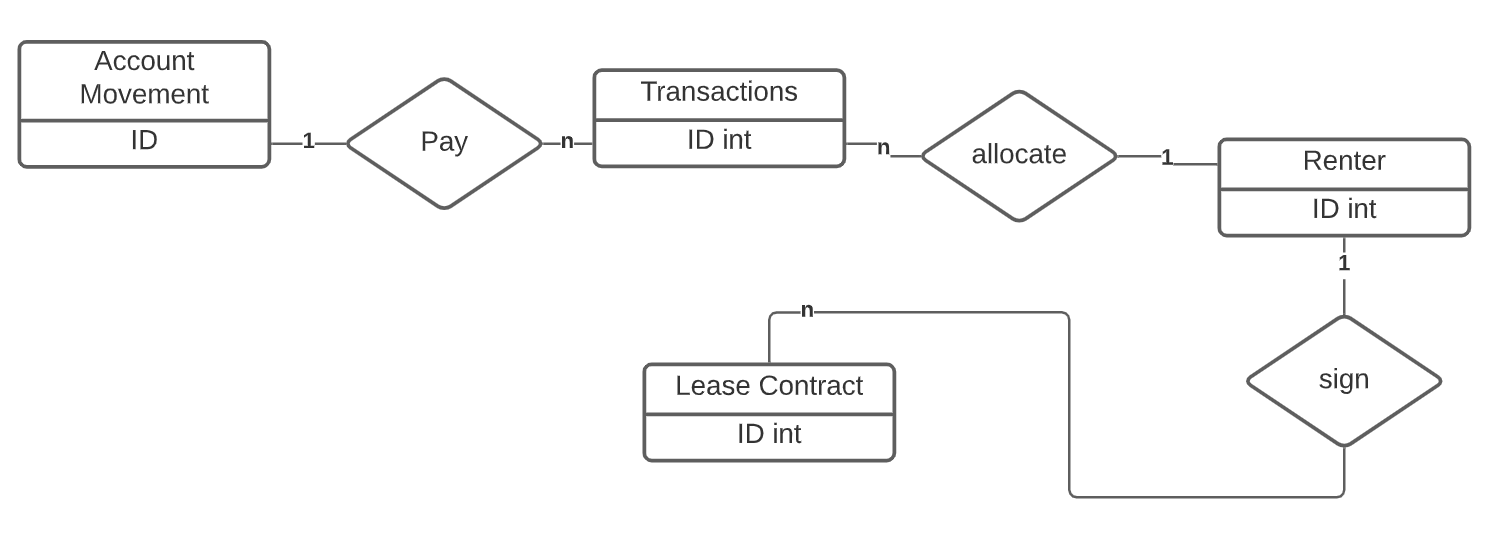 Account
Movement
ID
1
Pay
n
Transactions
ID int
n
allocate
1
Renter
ID int
1
sign
n
Lease Contract
ID int